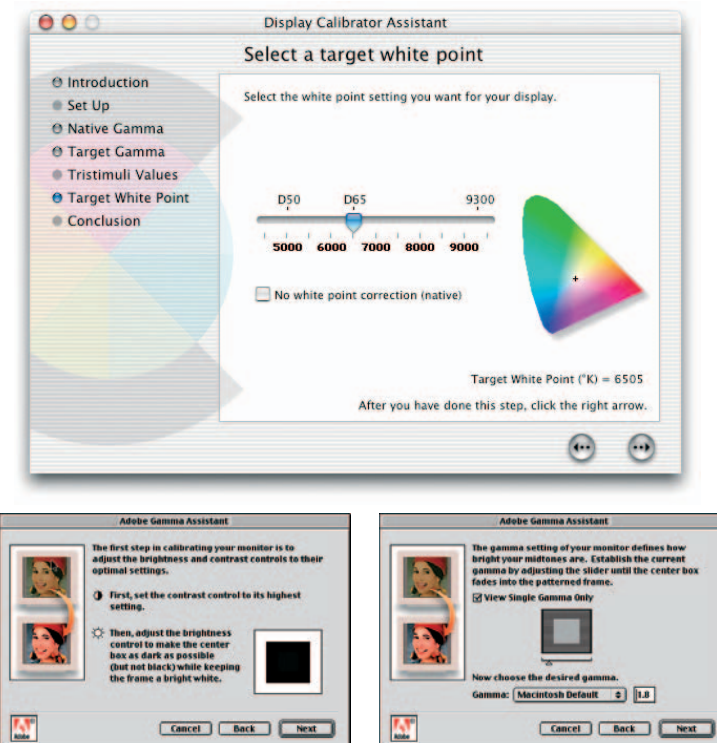 Display Calibrator Assistant
Select a target white point
Introduction
Set Up
Native Gamma
Target Gamma
Tristimuli Values
Target White Point
Conclusion
Select the white point setting you want for your display.
D50 D65 9300
5000 6000 7000 8000 9000
No white point correction (native)
Target White Point (°K) = 6505
After you have done this step, click the right arrow.
Adobe Gamma Assistant
The first step in calibrating your monitor is to
adjust the brightness and contrast controls to their
optimal settings.
First, set the contrast control to its highest
setting.
Then, adjust the brightness
control to make the center
box as dark as possible
(but not black) while keeping
the frame a bright white.
Adobe
Cancel Back Next
Adobe Gamma Assistant
The gamma setting of your monitor defines how
bright your midtones are. Establish the current
gamma by adjusting the slider until the center box
fades into the patterned frame.
View Single Gamma Only
Now choose the desired gamma.
Gamma: Macintosh Default 1.8
Adobe
Cancel Back Next